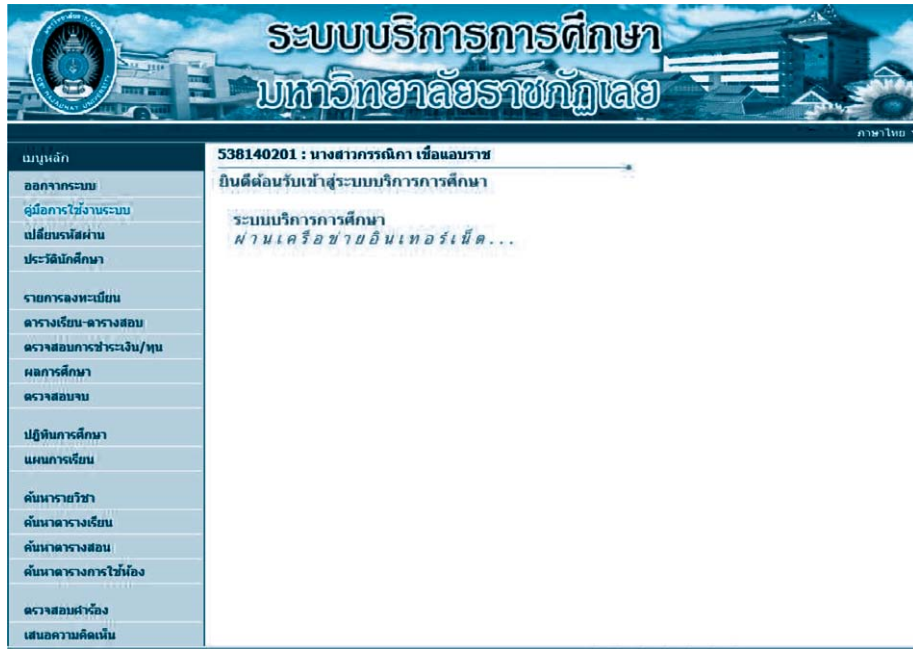 ระบบบริการการศึกษา
มหาวิทยาลัยราชภัฏเลย
ภาษาไทย
เมนูหลัก
ออกจากระบบ
คู่มือการใช้งานระบบ
เปลี่ยนรหัสผ่าน
ประวัตินักศึกษา
รายการลงทะเบียน
ตารางเรียน-ตารางสอบ
ตรวจสอบการชำระเงิน/ทุน
ผลการศึกษา
ตรวจสอบจบ
ปฏิทินการศึกษา
แผนการเรียน
ค้นหารายวิชา
ค้นหาตารางเรียน
ค้นหาตารางสอน
ค้นหาตารางการใช้ห้อง
ตรวจสอบคำร้อง
เสนอความคิดเห็น
538140201 : นางสาวกรรณิกา เชื่อแอบราช
ยินดีต้อนรับเข้าสู่ระบบบริการการศึกษา
ระบบบริการการศึกษา
ผ่านเครือข่ายอินเทอร์เน็ต...